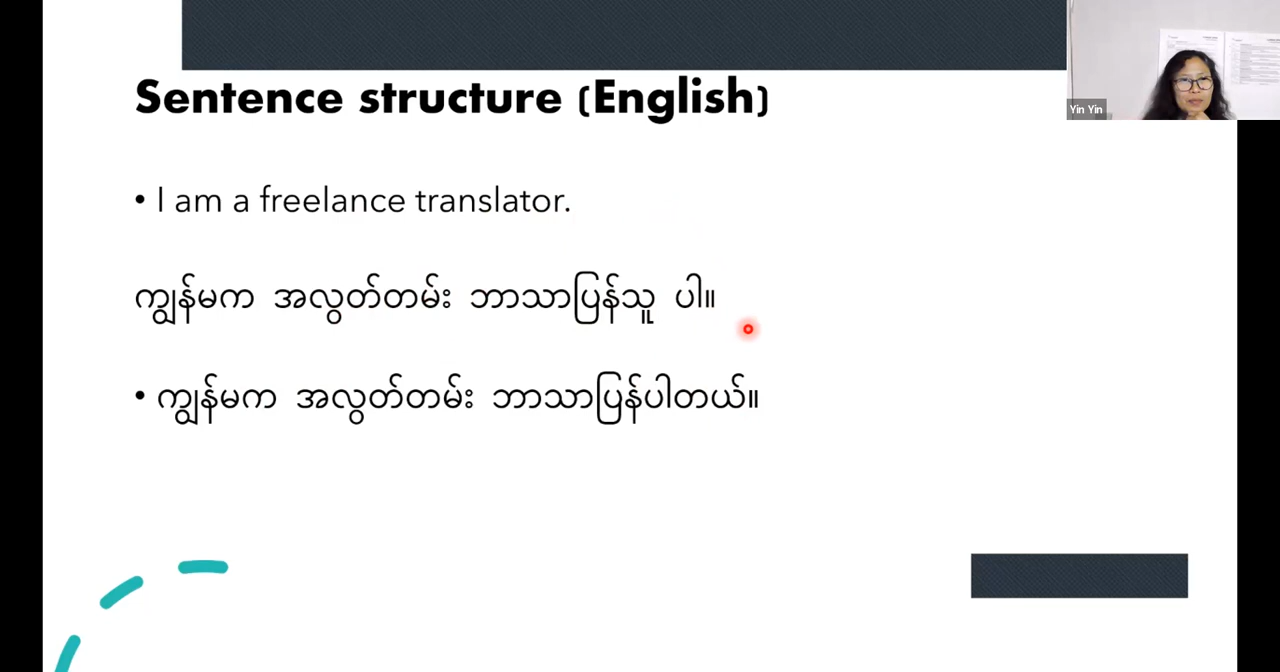 Sentence structure (English)
• I am a freelance translator.
ကျွန်မက အလွတ်တမ်း ဘာသာပြန်သူ ပါ။
• ကျွန်မက အလွတ်တမ်း ဘာသာပြန်ပါတယ်။
Yin Yin